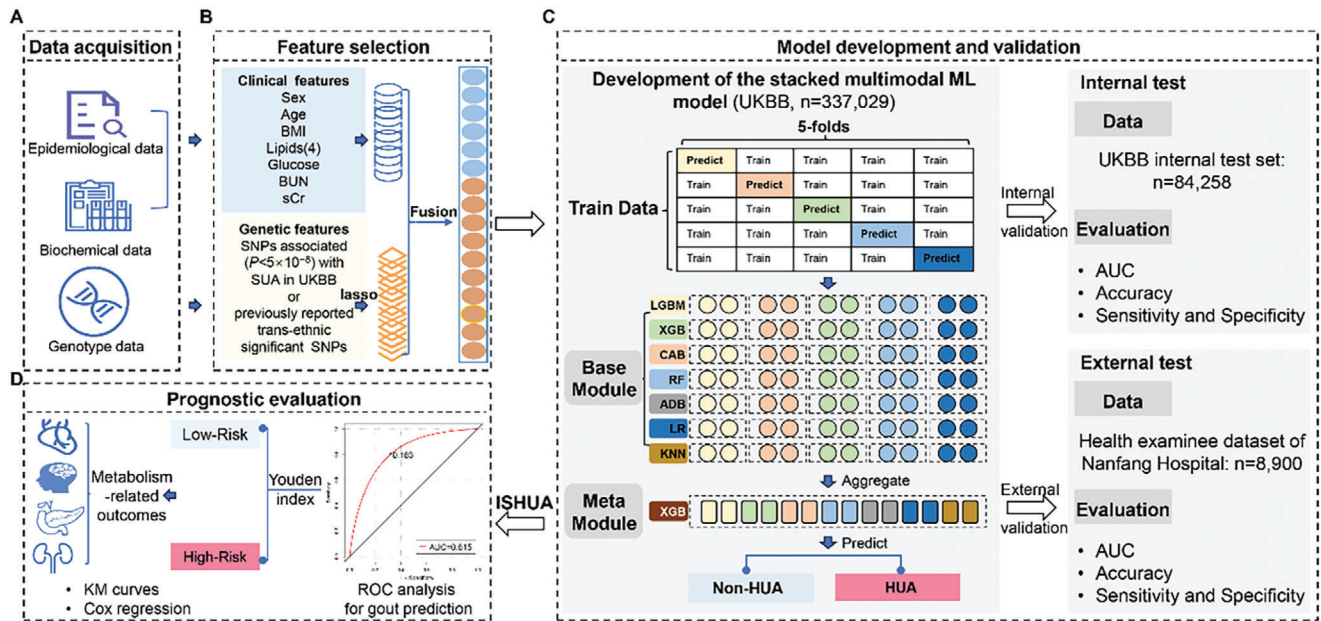 A
Data acquisition
Epidemiological data
Biochemical data
Genotype data
B
Feature selection
Clinical features
Sex
Age
BMI
Lipids(4)
Glucose
BUN
sCr
Genetic features
SNPs associated
(P<5×10⁻⁸) with
SUA in UKBB
or
previously reported
trans-ethnic
significant SNPs
lasso
Fusion
C
Model development and validation
Development of the stacked multimodal ML
model (UKBB, n=337,029)
5-folds
Train Data
Predict Train Train Train Train
Train Predict Train Train Train
Train Train Predict Train Train
Train Train Train Predict Train
Train Train Train Train Predict
Base
Module
LGBM
XGB
CAB
RF
ADB
LR
KNN
Aggregate
Meta
Module
XGB
Predict
Non-HUA
HUA
Internal
validation
External
validation
Internal test
Data
UKBB internal test set:
n=84,258
Evaluation
• AUC
• Accuracy
• Sensitivity and Specificity
External test
Data
Health examinee dataset of
Nanfang Hospital: n=8,900
Evaluation
• AUC
• Accuracy
• Sensitivity and Specificity
ISHUA
D
Prognostic evaluation
Metabolism
-related
outcomes
Low-Risk
High-Risk
Youden
index
0.163
AUC=0.815
ROC analysis
for gout prediction
• KM curves
• Cox regression